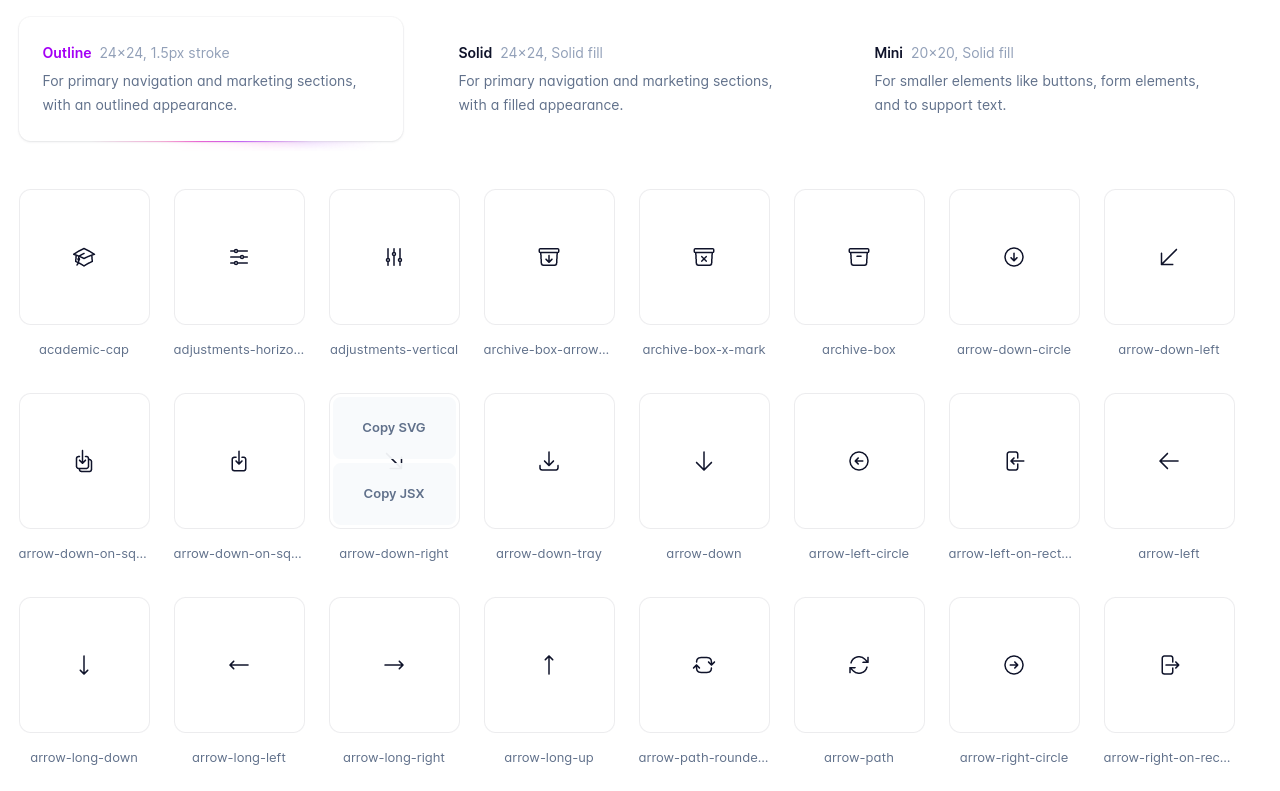 Outline 24×24, 1.5px stroke
For primary navigation and marketing sections,
with an outlined appearance.
Solid 24×24, Solid fill
For primary navigation and marketing sections,
with a filled appearance.
Mini 20×20, Solid fill
For smaller elements like buttons, form elements,
and to support text.
academic-cap
adjustments-horizo...
adjustments-vertical
archive-box-arrow...
archive-box-x-mark
archive-box
arrow-down-circle
arrow-down-left
Copy SVG
Copy JSX
arrow-down-on-sq...
arrow-down-on-sq...
arrow-down-right
arrow-down-tray
arrow-down
arrow-left-circle
arrow-left-on-rect...
arrow-left
arrow-long-down
arrow-long-left
arrow-long-right
arrow-long-up
arrow-path-rounde...
arrow-path
arrow-right-circle
arrow-right-on-rec...